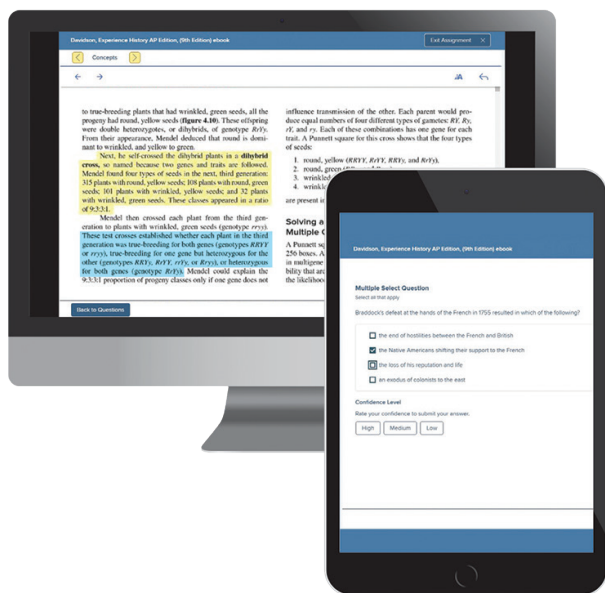 Davidson, Experience History AP Edition, (9th Edition) ebook
Exit Assignment X
Concepts
AA
to true-breeding plants that had wrinkled, green seeds, all the
progeny had round, yellow seeds (figure 4.10). These offspring
were double heterozygotes, or dihybrids, of genotype RrYy.
From their appearance, Mendel deduced that round is domi-
nant to wrinkled, and yellow to green.
Next, he self-crossed the dihybrid plants in a dihybrid
cross, so named because two genes and traits are followed.
Mendel found four types of seeds in the next, third generation:
315 plants with round, yellow seeds; 108 plants with round, green
seeds; 101 plants with wrinkled, yellow seeds; and 32 plants
with wrinkled, green seeds. These classes appeared in a ratio
of 9:3:3:1.
Mendel then crossed each plant from the third gen-
eration to plants with wrinkled, green seeds (genotype rryy).
These test crosses established whether each plant in the third
generation was true-breeding for both genes (genotypes RRYY
or rryy), true-breeding for one gene but heterozygous for the
other (genotypes RRYy, RrYY, rrYy, or Rryy), or heterozygous
for both genes (genotype RrYy). Mendel could explain the
9:3:3:1 proportion of progeny classes only if one gene does not
influence transmission of the other. Each parent would pro-
duce equal numbers of four different types of gametes: RY, Ry,
rY, and ry. Each of these combinations has one gene for each
trait. A Punnett square for this cross shows that the four types
of seeds:
1. round, yellow (RRYY, RrYY, RRYy, and RrYy),
2. round, green
3. wrinkled
4. wrinkl
are present i
Solving a
Multiple
A Punnett sq
256 boxes. A
in multigene
bility that ar
the likelihoo
Back to Questions
Davidson, Experience History AP Edition, (9th Edition) ebook
Multiple Select Question
Select all that apply
Braddock's defeat at the hands of the French in 1755 resulted in which of the following?
the end of hostilities between the French and British
the Native Americans shifting their support to the French
the loss of his reputation and life
an exodus of colonists to the east
Confidence Level
Rate your confidence to submit your answer.
High Medium Low